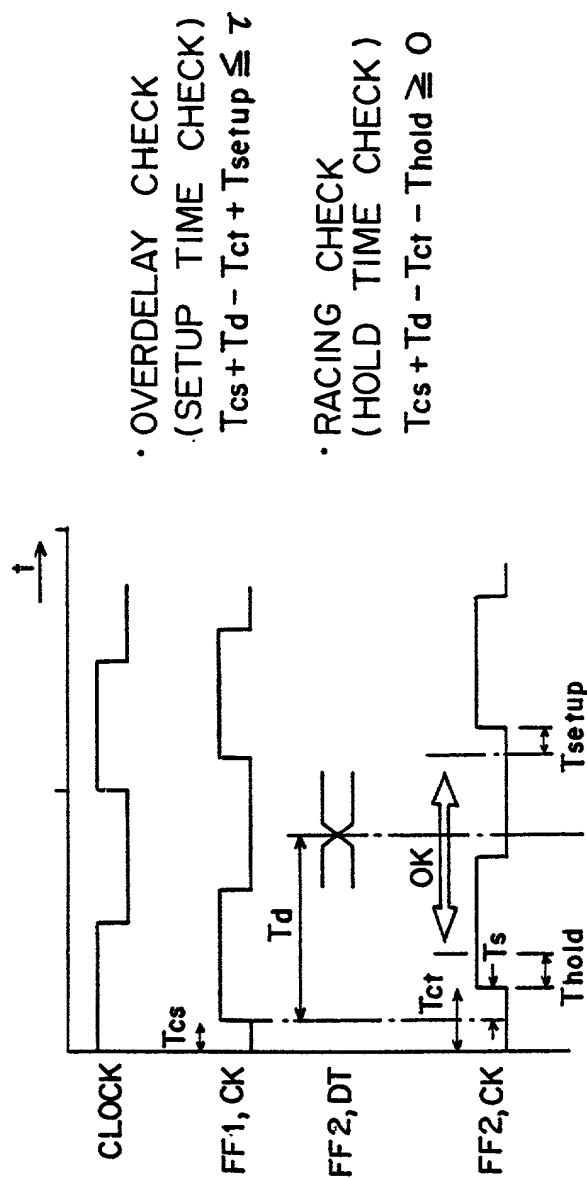 t
CLOCK
Tcs
FF1, CK
Td
FF2, DT
OK
Tct
Ts
FF2, CK
Thold
Tsetup
· OVERDELAY CHECK
(SETUP TIME CHECK)
Tcs + Td - Tct + Tsetup ≦ τ
· RACING CHECK
(HOLD TIME CHECK)
Tcs + Td - Tct - Thold ≧ 0